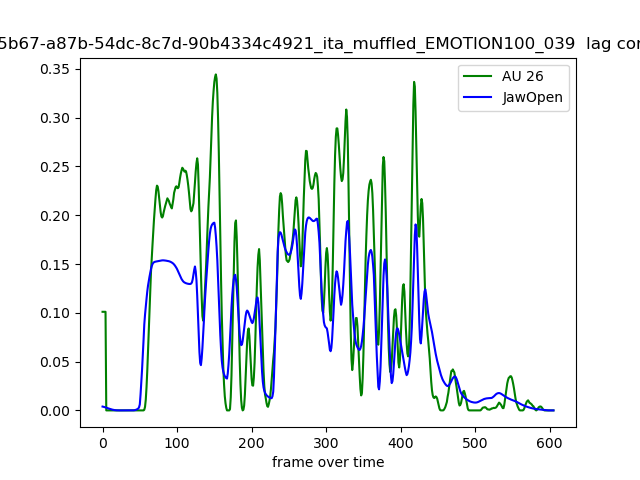 5b67-a87b-54dc-8c7d-90b4334c4921_ita_muffled_EMOTION100_039 lag cor
AU 26
JawOpen
0.35
0.30
0.25
0.20
0.15
0.10
0.05
0.00
0 100 200 300 400 500 600
frame over time